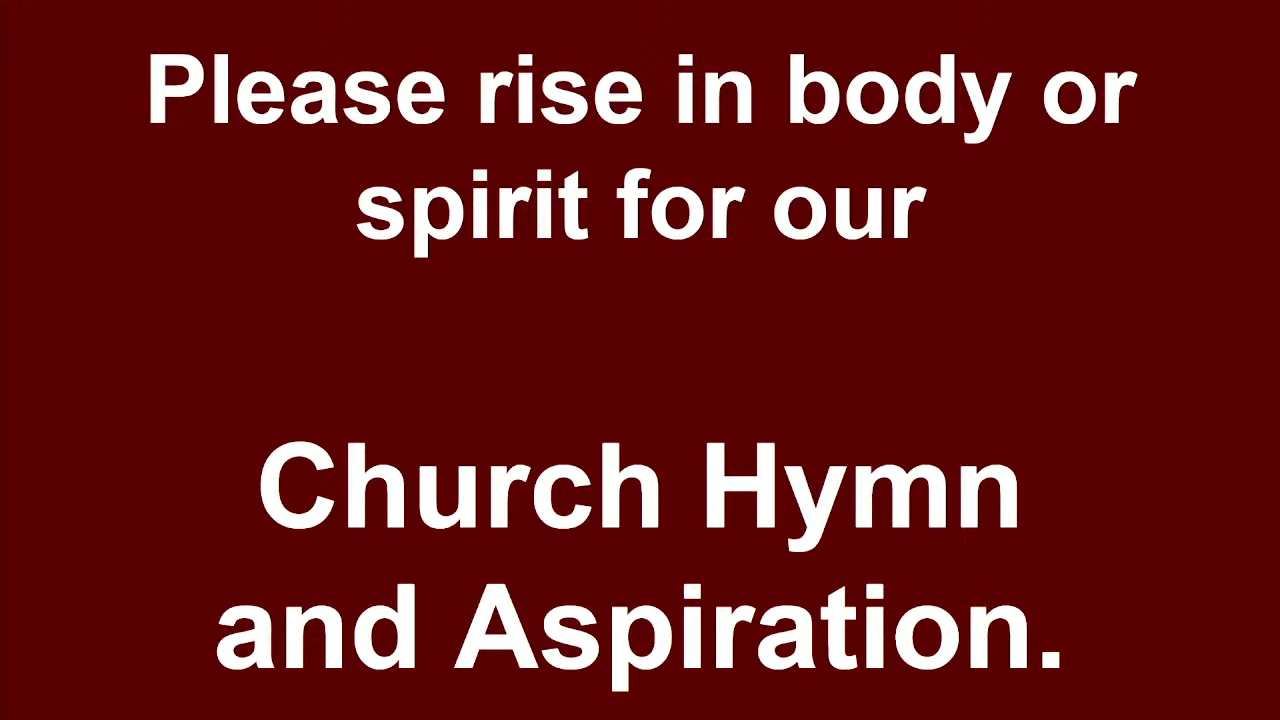 Please rise in body or
spirit for our
Church Hymn
and Aspiration.